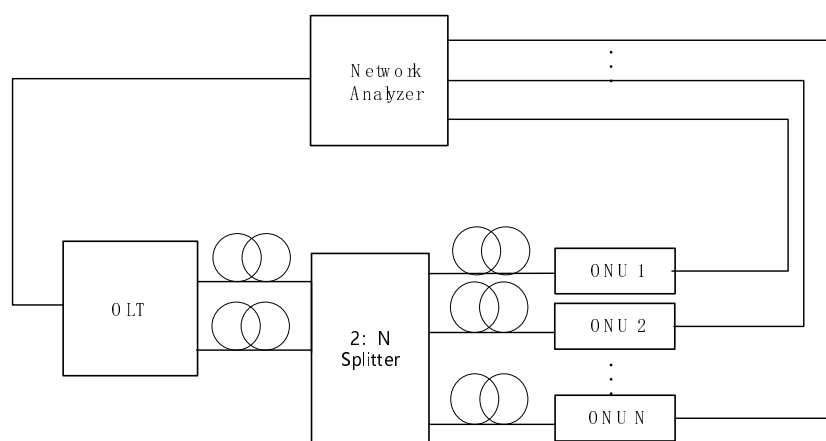 Network
Analyzer
OLT
2: N
Splitter
ONU 1
ONU 2
ONU N